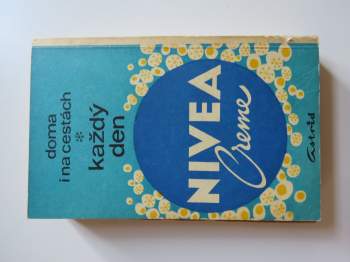 doma
i na cestách
*
každý
den
NIVEA
Creme
astrid